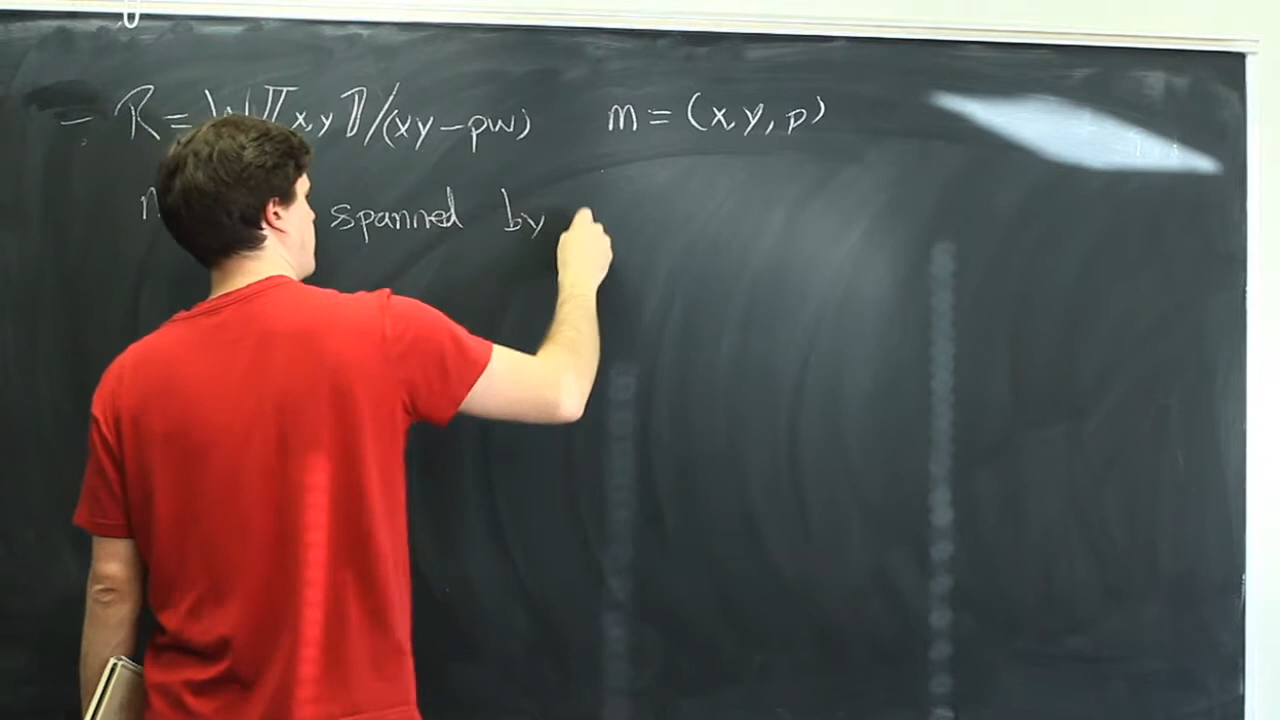 - R = W[[x,y]]/(xy-pw) m = (x,y,p)
spanned by